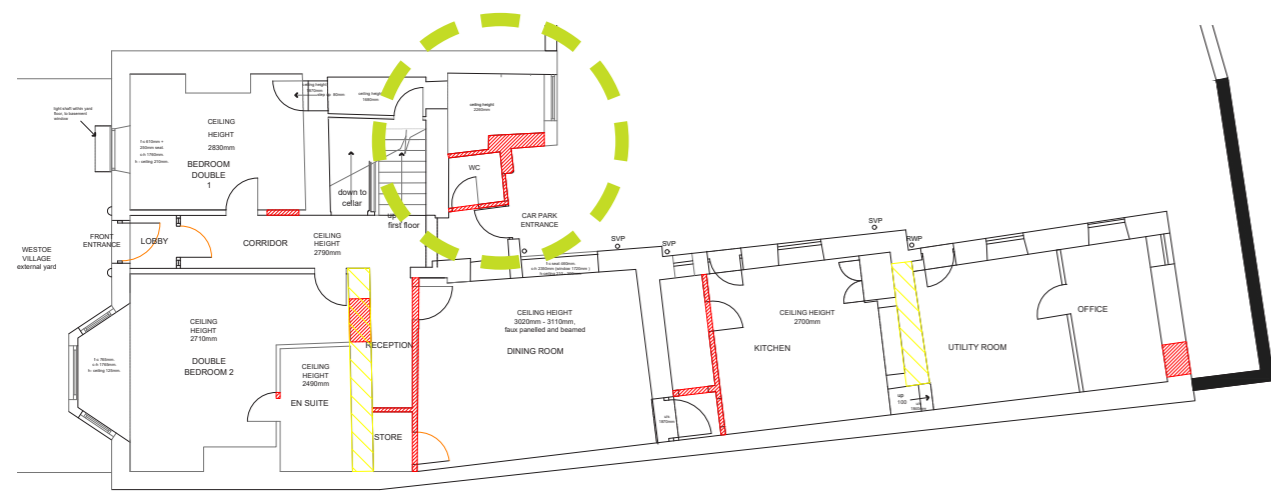 light shaft within yard
floor, to basement
window
CEILING
HEIGHT
2830mm
BEDROOM
DOUBLE
1
ceiling height
1980mm
ceiling height
2260mm
WC
down to
cellar
first floor
CAR PARK
ENTRANCE
FRONT
ENTRANCE
LOBBY
CORRIDOR
CEILING
HEIGHT
2790mm
WESTOE
VILLAGE
external yard
SVP
SVP
SVP
RWP
CEILING
HEIGHT
2710mm
DOUBLE
BEDROOM 2
CEILING
HEIGHT
2490mm
EN SUITE
RECEPTION
STORE
CEILING HEIGHT
3020mm - 3110mm,
faux panelled and beamed
DINING ROOM
CEILING HEIGHT
2700mm
KITCHEN
UTILITY ROOM
OFFICE
up
100